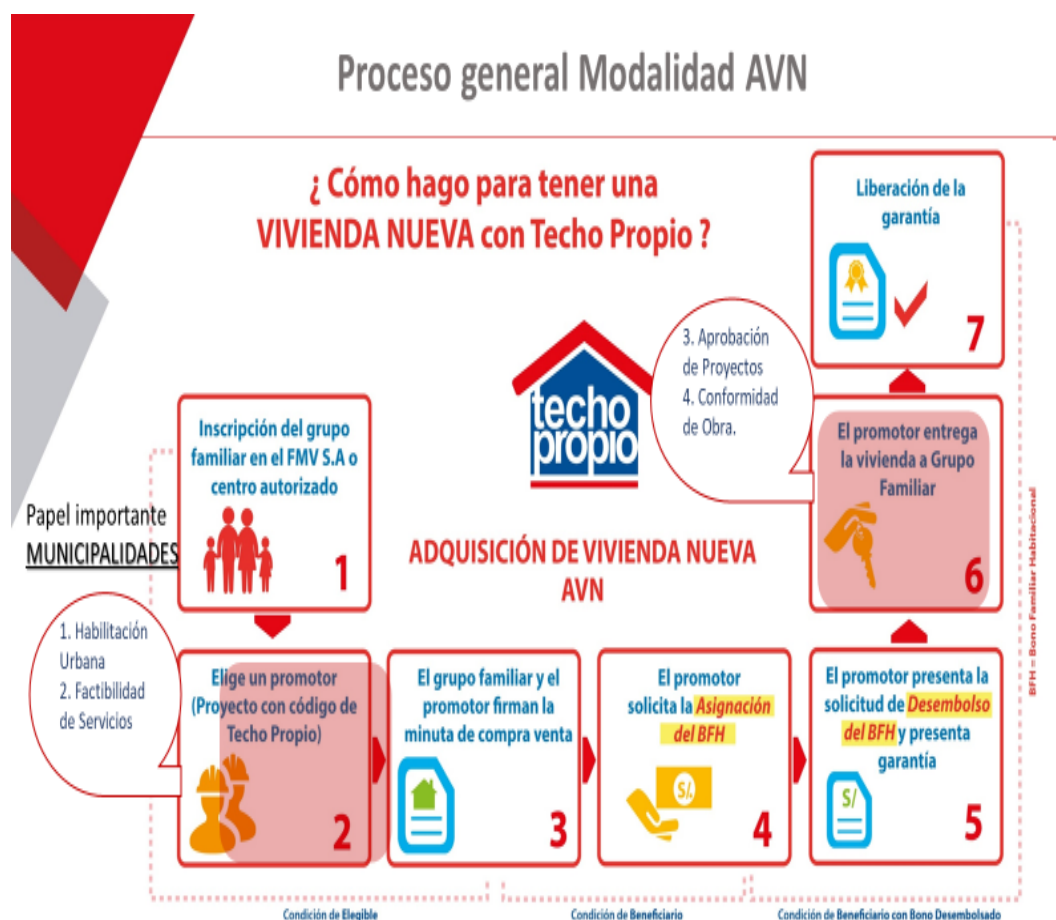 Proceso general Modalidad AVN
¿ Cómo hago para tener una
VIVIENDA NUEVA con Techo Propio ?
Liberación de la
garantía
7
3. Aprobación
de Proyectos
4. Conformidad
de Obra.
techo
propio
Inscripción del grupo
familiar en el FMV S.A o
centro autorizado
1
El promotor entrega
la vivienda a Grupo
Familiar
6
Papel importante
MUNICIPALIDADES
ADQUISICIÓN DE VIVIENDA NUEVA
AVN
BFH = Bono Familiar Habitacional
1. Habilitación
Urbana
2. Factibilidad
de Servicios
Elige un promotor
(Proyecto con código de
Techo Propio)
2
El grupo familiar y el
promotor firman la
minuta de compra venta
3
El promotor
solicita la Asignación
del BFH
S/.
4
El promotor presenta la
solicitud de Desembolso
del BFH y presenta
garantía
S/
5
Condición de Elegible
Condición de Beneficiario
Condición de Beneficiario con Bono Desembolsado